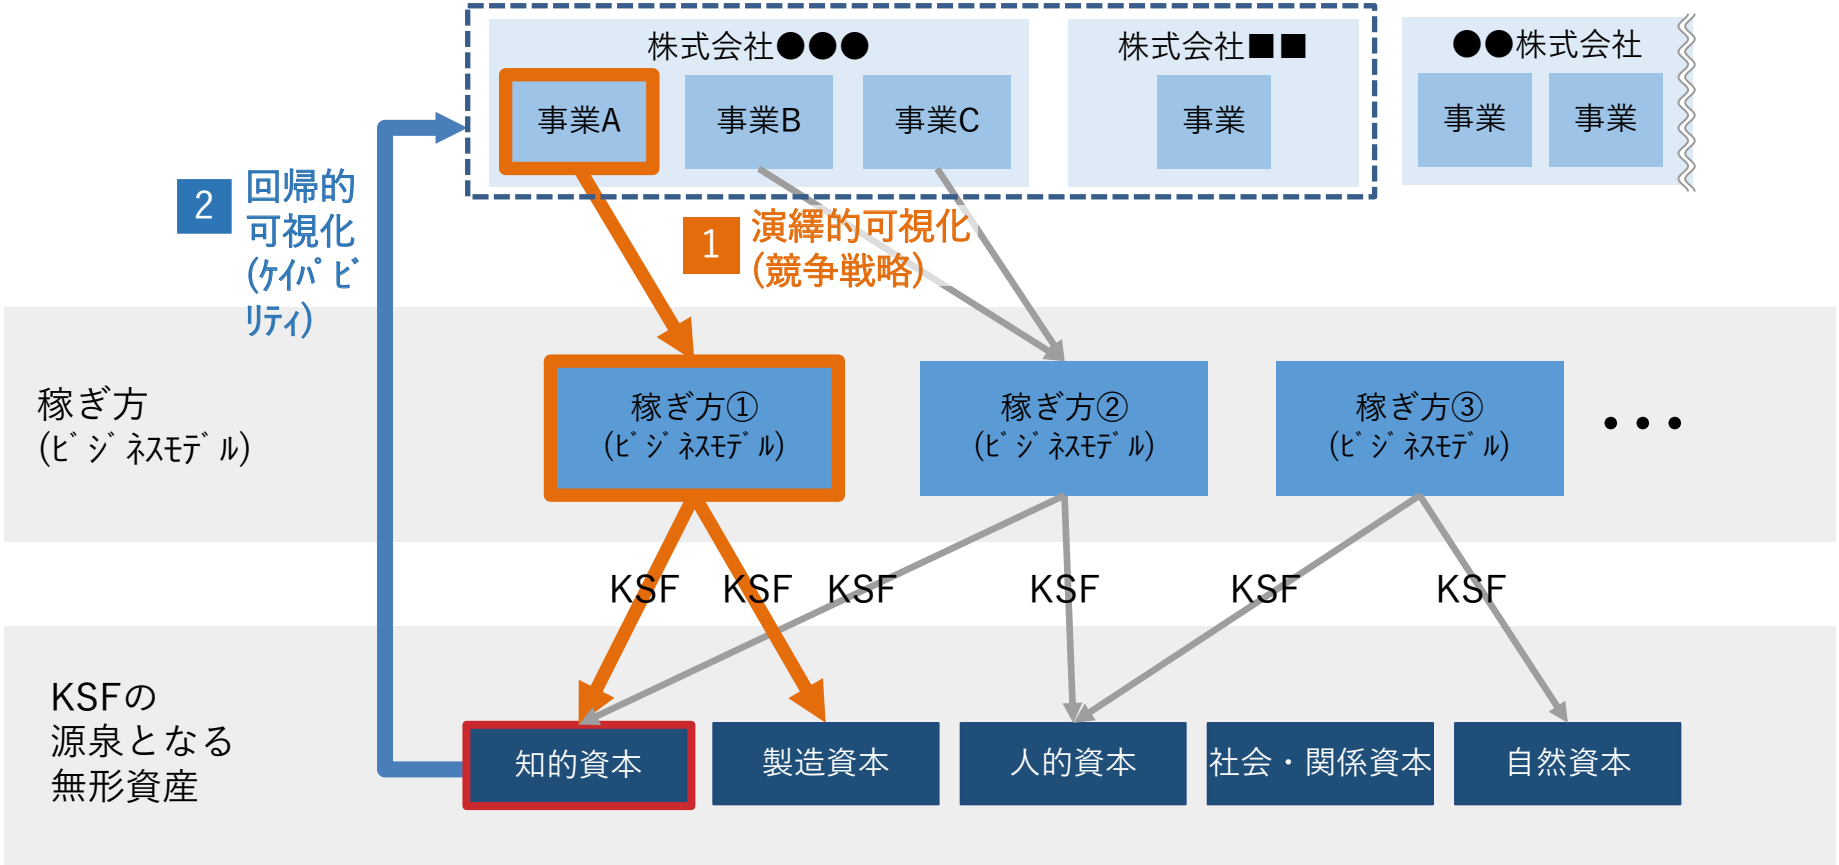 株式会社●●●
株式会社■■
●●株式会社
事業A
事業B
事業C
事業
事業
事業
2
回帰的
可視化
(ｹｲﾊﾟﾋﾞ
ﾘﾃｨ)
1
演繹的可視化
(競争戦略)
稼ぎ方
(ﾋﾞｼﾞﾈｽﾓﾃﾞﾙ)
稼ぎ方①
(ﾋﾞｼﾞﾈｽﾓﾃﾞﾙ)
稼ぎ方②
(ﾋﾞｼﾞﾈｽﾓﾃﾞﾙ)
稼ぎ方③
(ﾋﾞｼﾞﾈｽﾓﾃﾞﾙ)
・・・
KSF
KSF
KSF
KSF
KSF
KSF
KSFの
源泉となる
無形資産
知的資本
製造資本
人的資本
社会・関係資本
自然資本